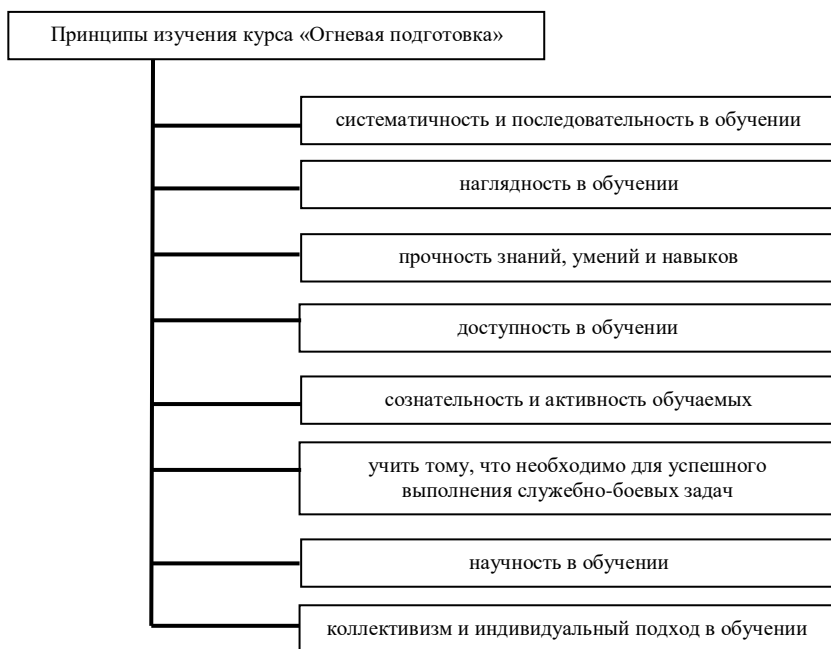 Принципы изучения курса «Огневая подготовка»
систематичность и последовательность в обучении
наглядность в обучении
прочность знаний, умений и навыков
доступность в обучении
сознательность и активность обучаемых
учить тому, что необходимо для успешного
выполнения служебно-боевых задач
научность в обучении
коллективизм и индивидуальный подход в обучении